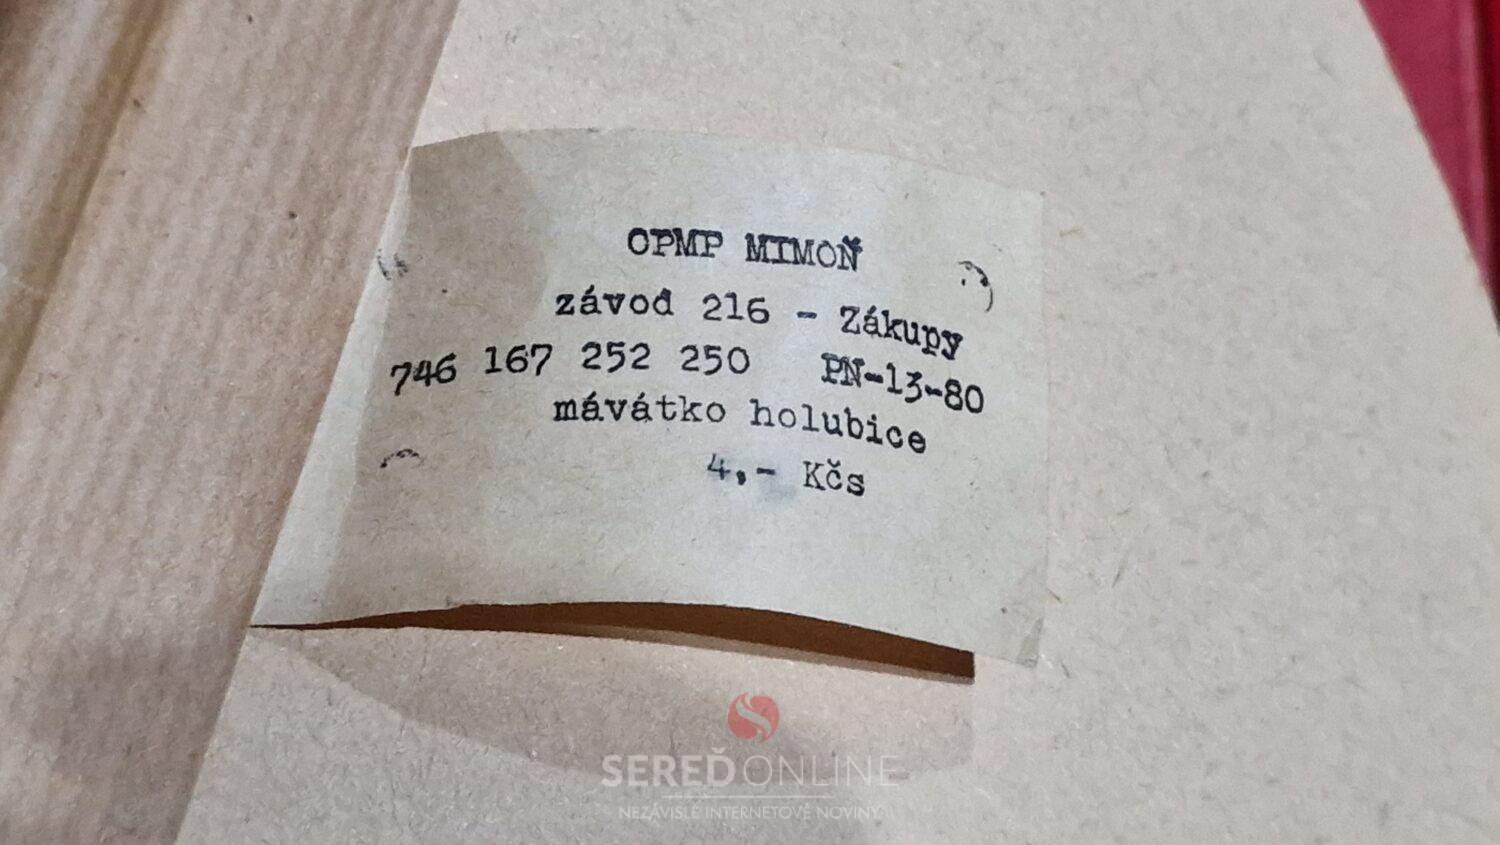 OPMP MIMOŇ
závod 216 - Zákupy
746 167 252 250 PN-13-80
mávátko holubice
4,- Kčs
SEREĎONLINE
NEZÁVISLÉ INTERNETOVÉ NOVINY